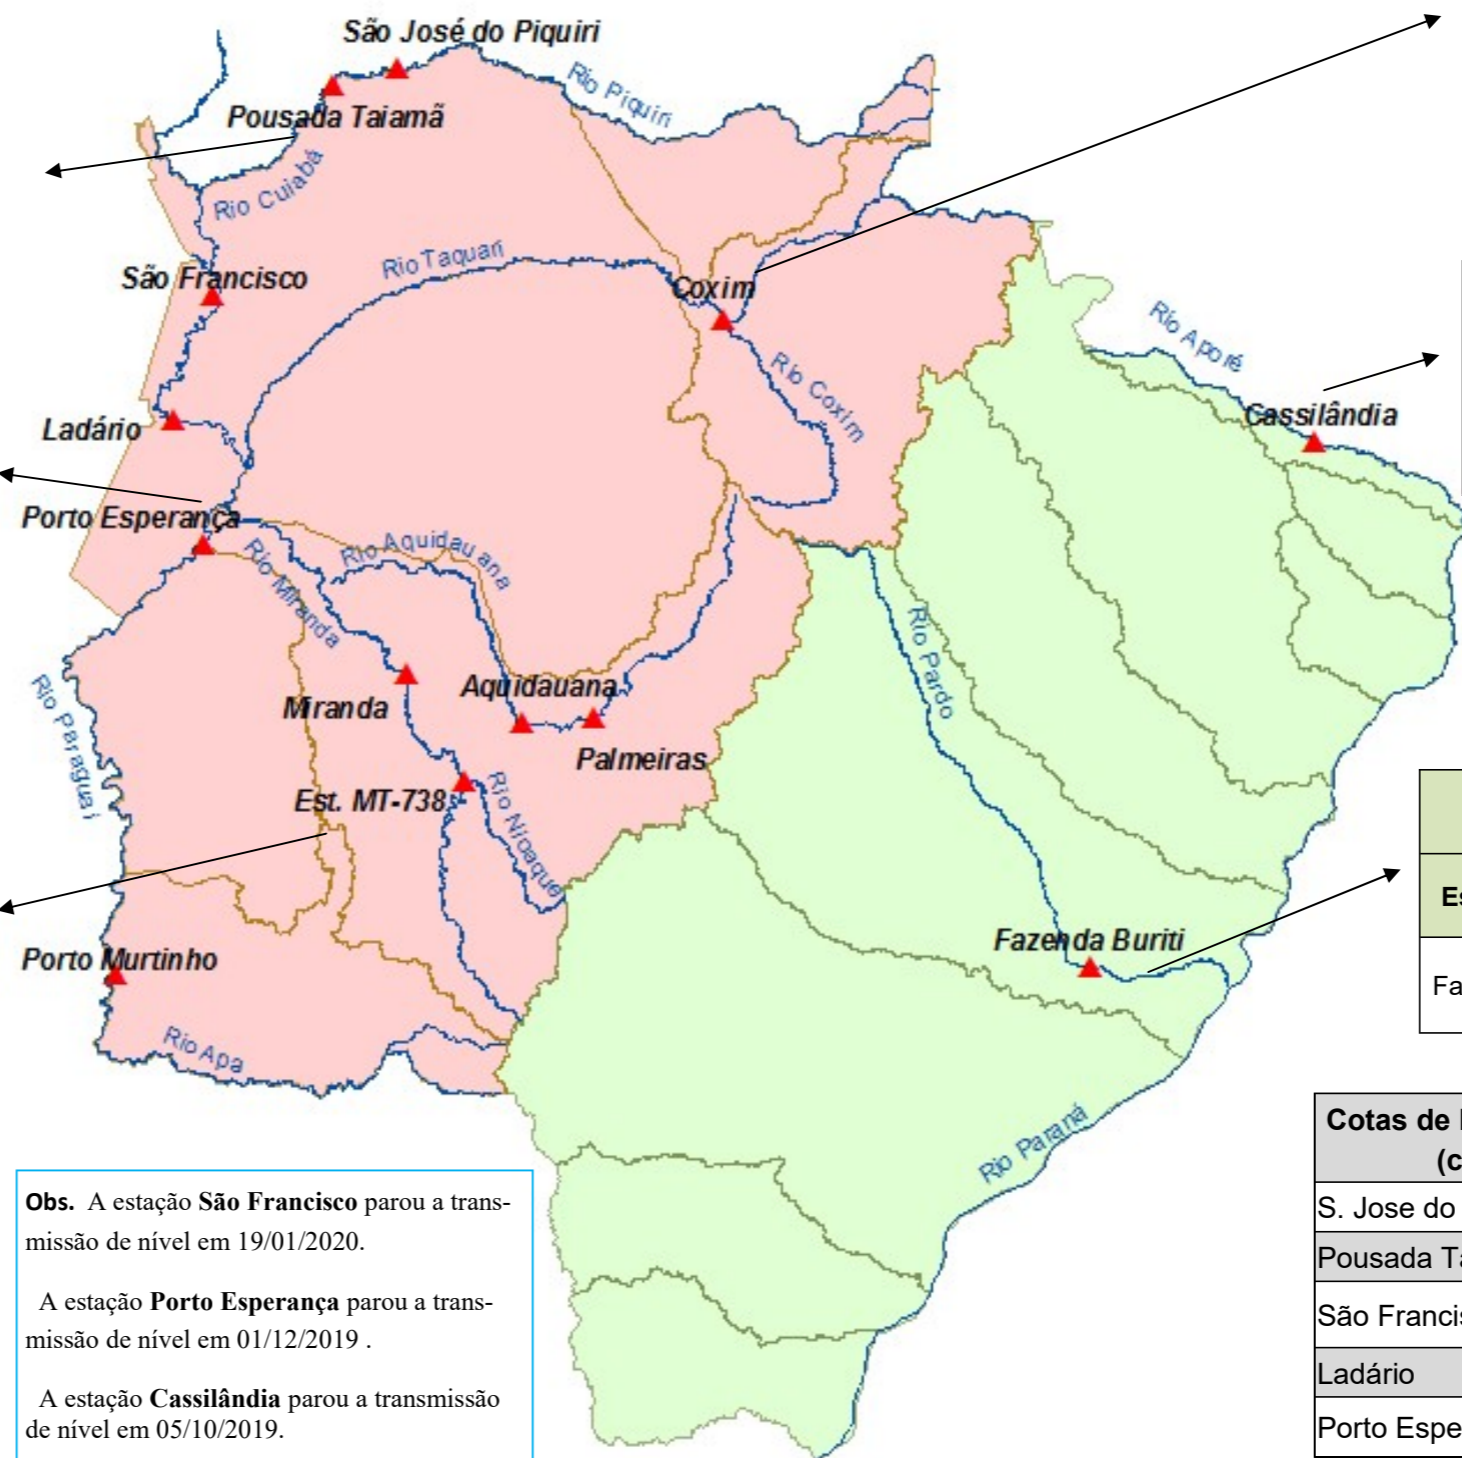 São José do Piquiri
Rio Piquiri
Pousada Taiamã
Rio Cuiabá
São Francisco
Rio Taquari
Coxim
Rio Coxim
Rio Aporé
Cassilândia
Ladário
Porto Esperança
Rio Miranda
Rio Aquidauana
Rio Pardo
Rio Paraguai
Miranda
Aquidauana
Palmeiras
Est. MT-738
Rio Nioaque
Porto Murtinho
Fazenda Buriti
Rio Apa
Rio Paraná
Es
Fa
Cotas de
(c
S. Jose do
Pousada Ta
São Francis
Ladário
Porto Espe
Obs. A estação São Francisco parou a trans-
missão de nível em 19/01/2020.
A estação Porto Esperança parou a trans-
missão de nível em 01/12/2019 .
A estação Cassilândia parou a transmissão
de nível em 05/10/2019.